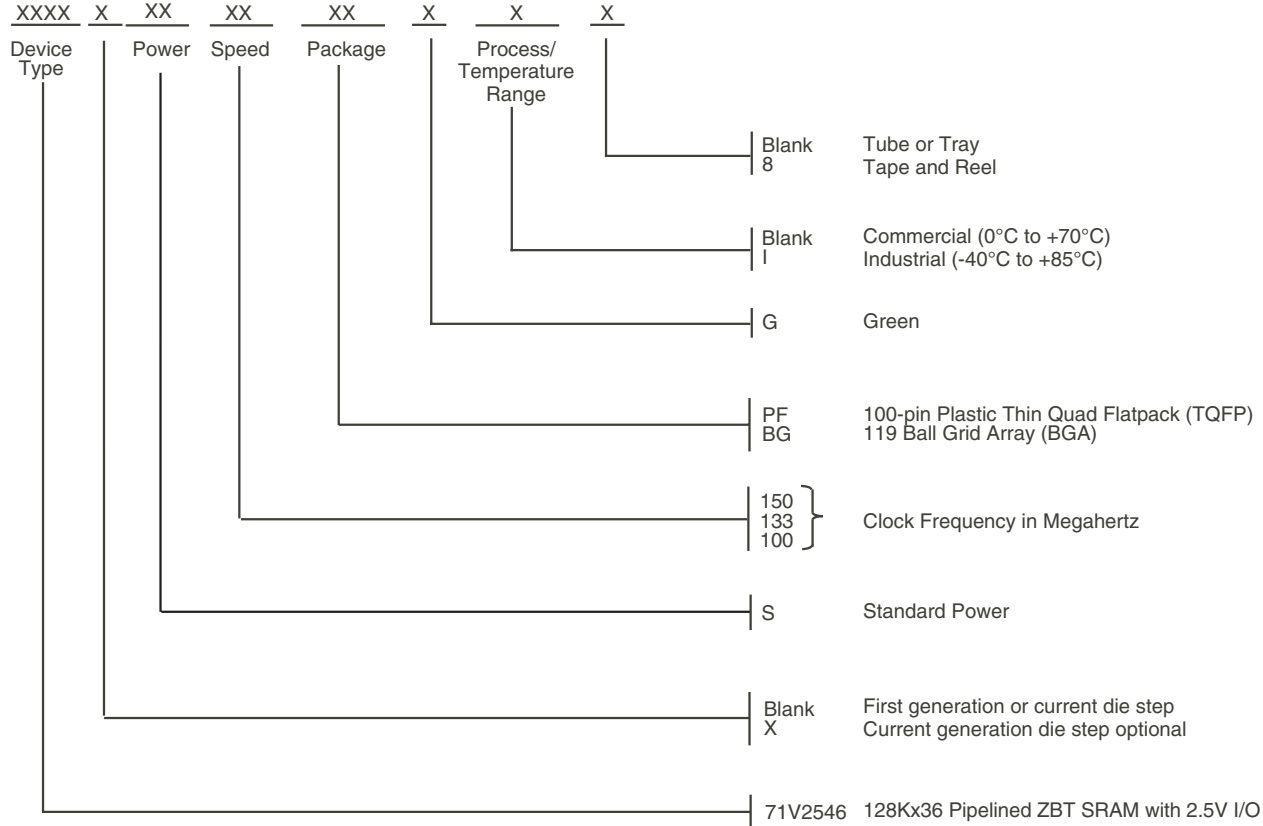 XXXX X XX XX XX X X X
Device Type Power Speed Package Process/
Temperature
Range
Blank Tube or Tray
8 Tape and Reel
Blank Commercial (0°C to +70°C)
I Industrial (-40°C to +85°C)
G Green
PF 100-pin Plastic Thin Quad Flatpack (TQFP)
BG 119 Ball Grid Array (BGA)
150
133 Clock Frequency in Megahertz
100
S Standard Power
Blank First generation or current die step
X Current generation die step optional
71V2546 128Kx36 Pipelined ZBT SRAM with 2.5V I/O